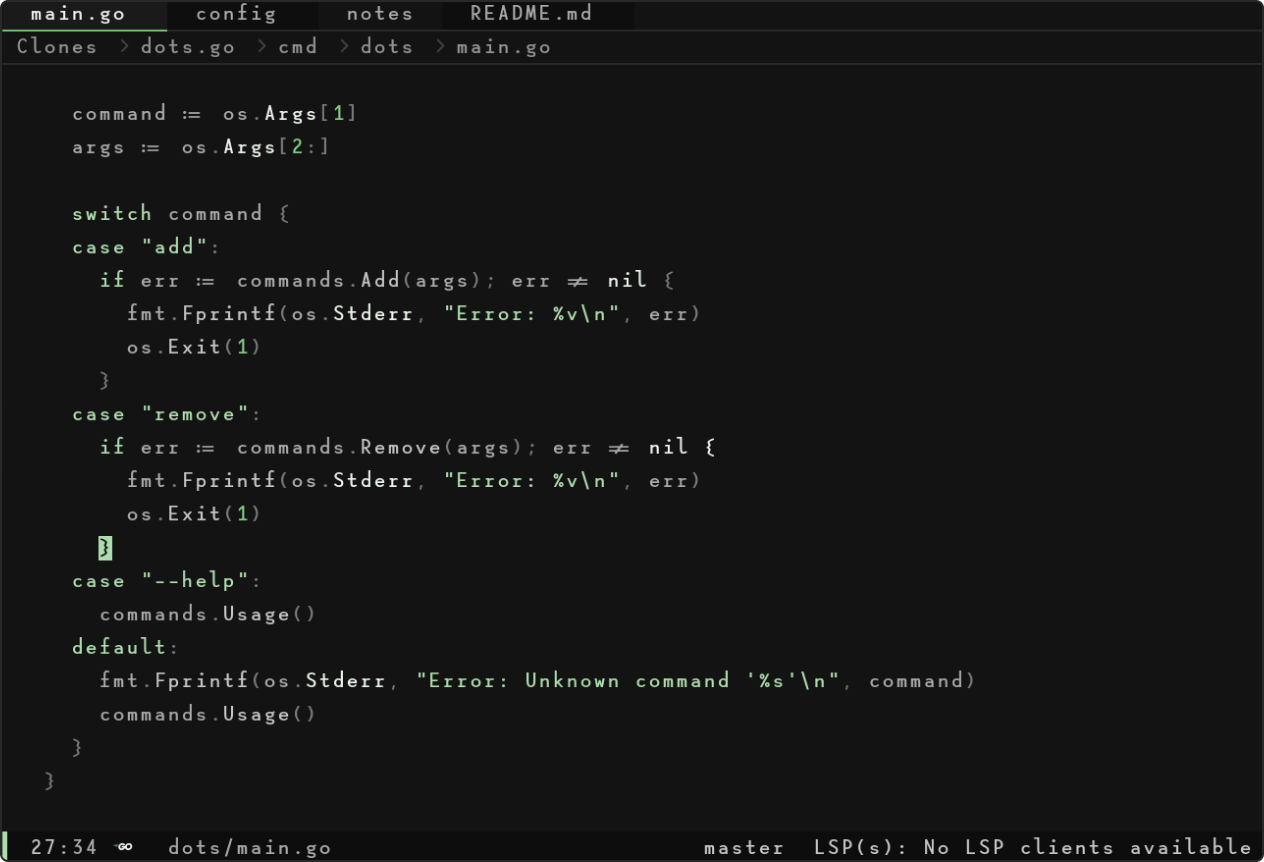 main.go config notes README.md
Clones > dots.go > cmd > dots > main.go
command := os.Args[1]
args := os.Args[2:]
switch command {
case "add":
if err := commands.Add(args); err != nil {
fmt.Fprintf(os.Stderr, "Error: %v\n", err)
os.Exit(1)
}
case "remove":
if err := commands.Remove(args); err != nil {
fmt.Fprintf(os.Stderr, "Error: %v\n", err)
os.Exit(1)
}
case "--help":
commands.Usage()
default:
fmt.Fprintf(os.Stderr, "Error: Unknown command '%s'\n", command)
commands.Usage()
}
}
27:34 GO dots/main.go master LSP(s): No LSP clients available